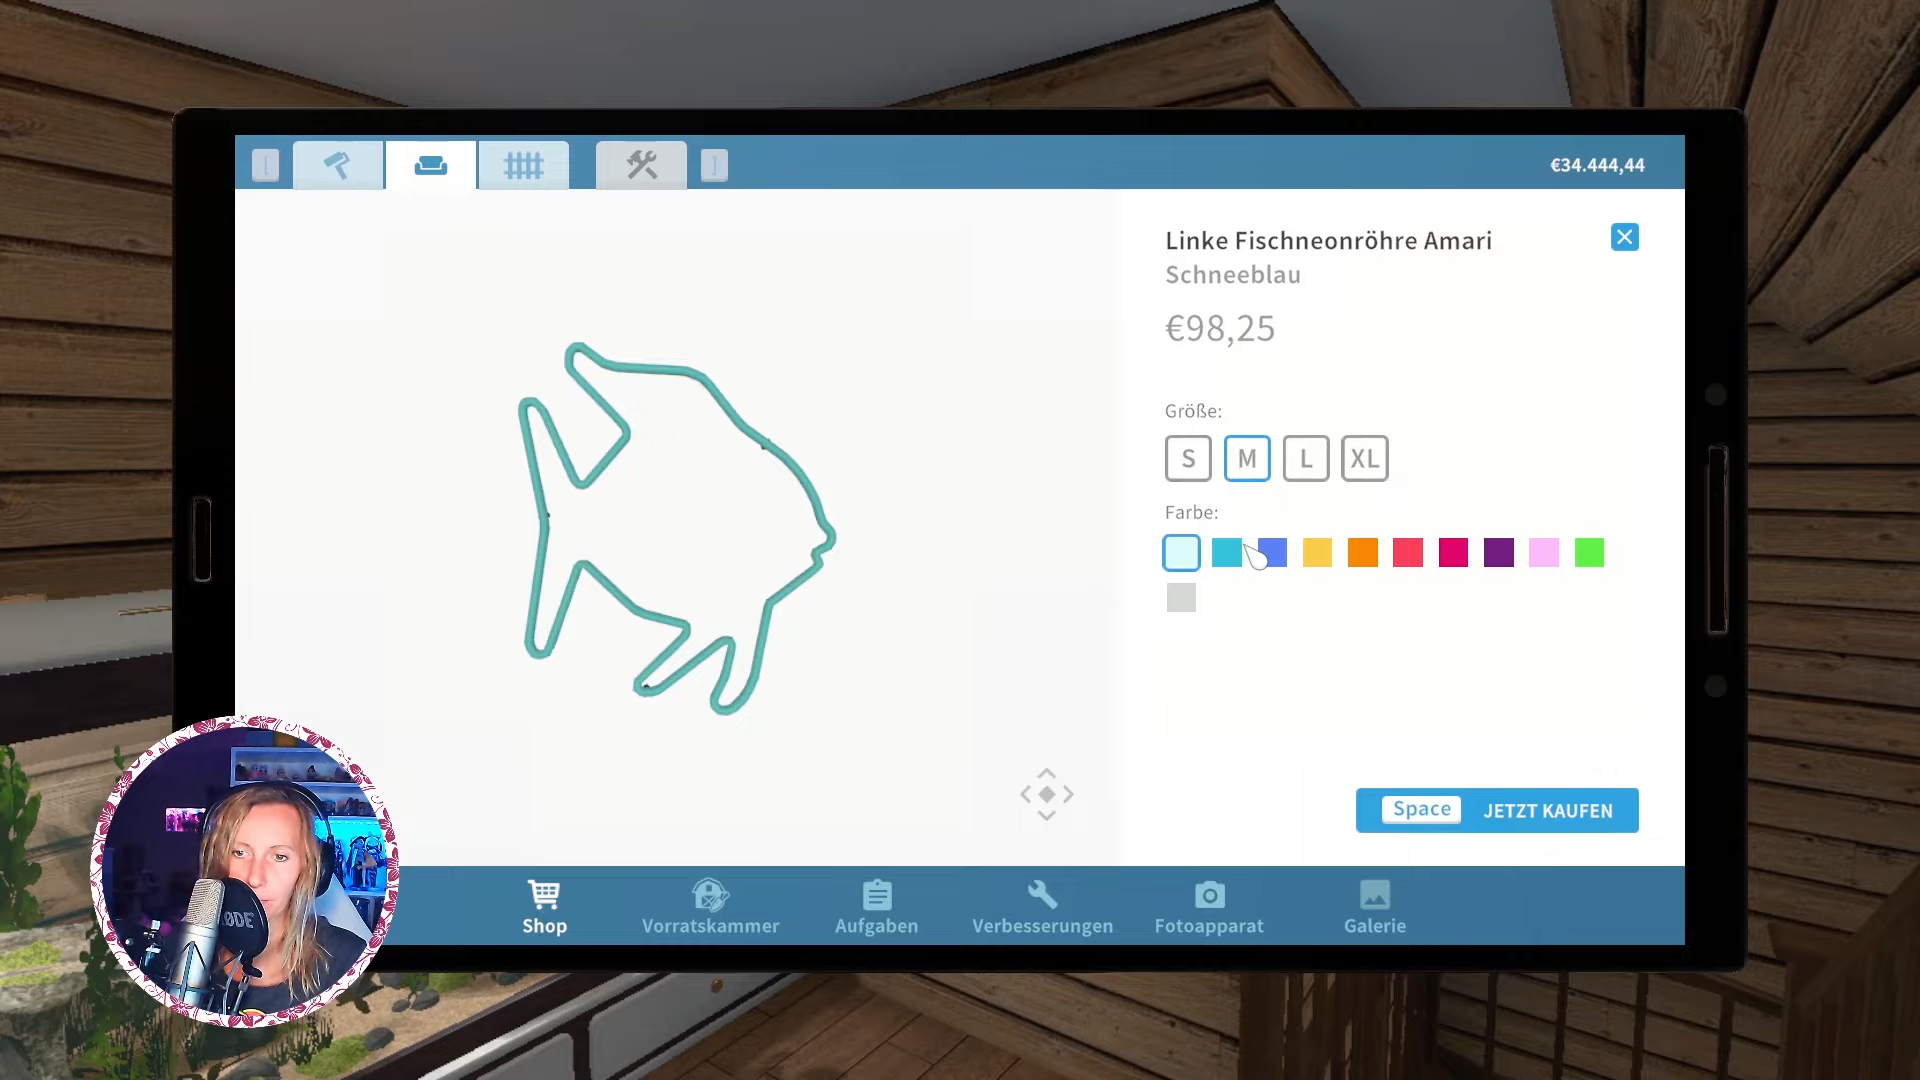 €34.444,44
Linke Fischneonröhre Amari
Schneeblau
€98,25
Größe:
S M L XL
Farbe:
Space JETZT KAUFEN
Shop Vorratskammer Aufgaben Verbesserungen Fotoapparat Galerie
RØDE